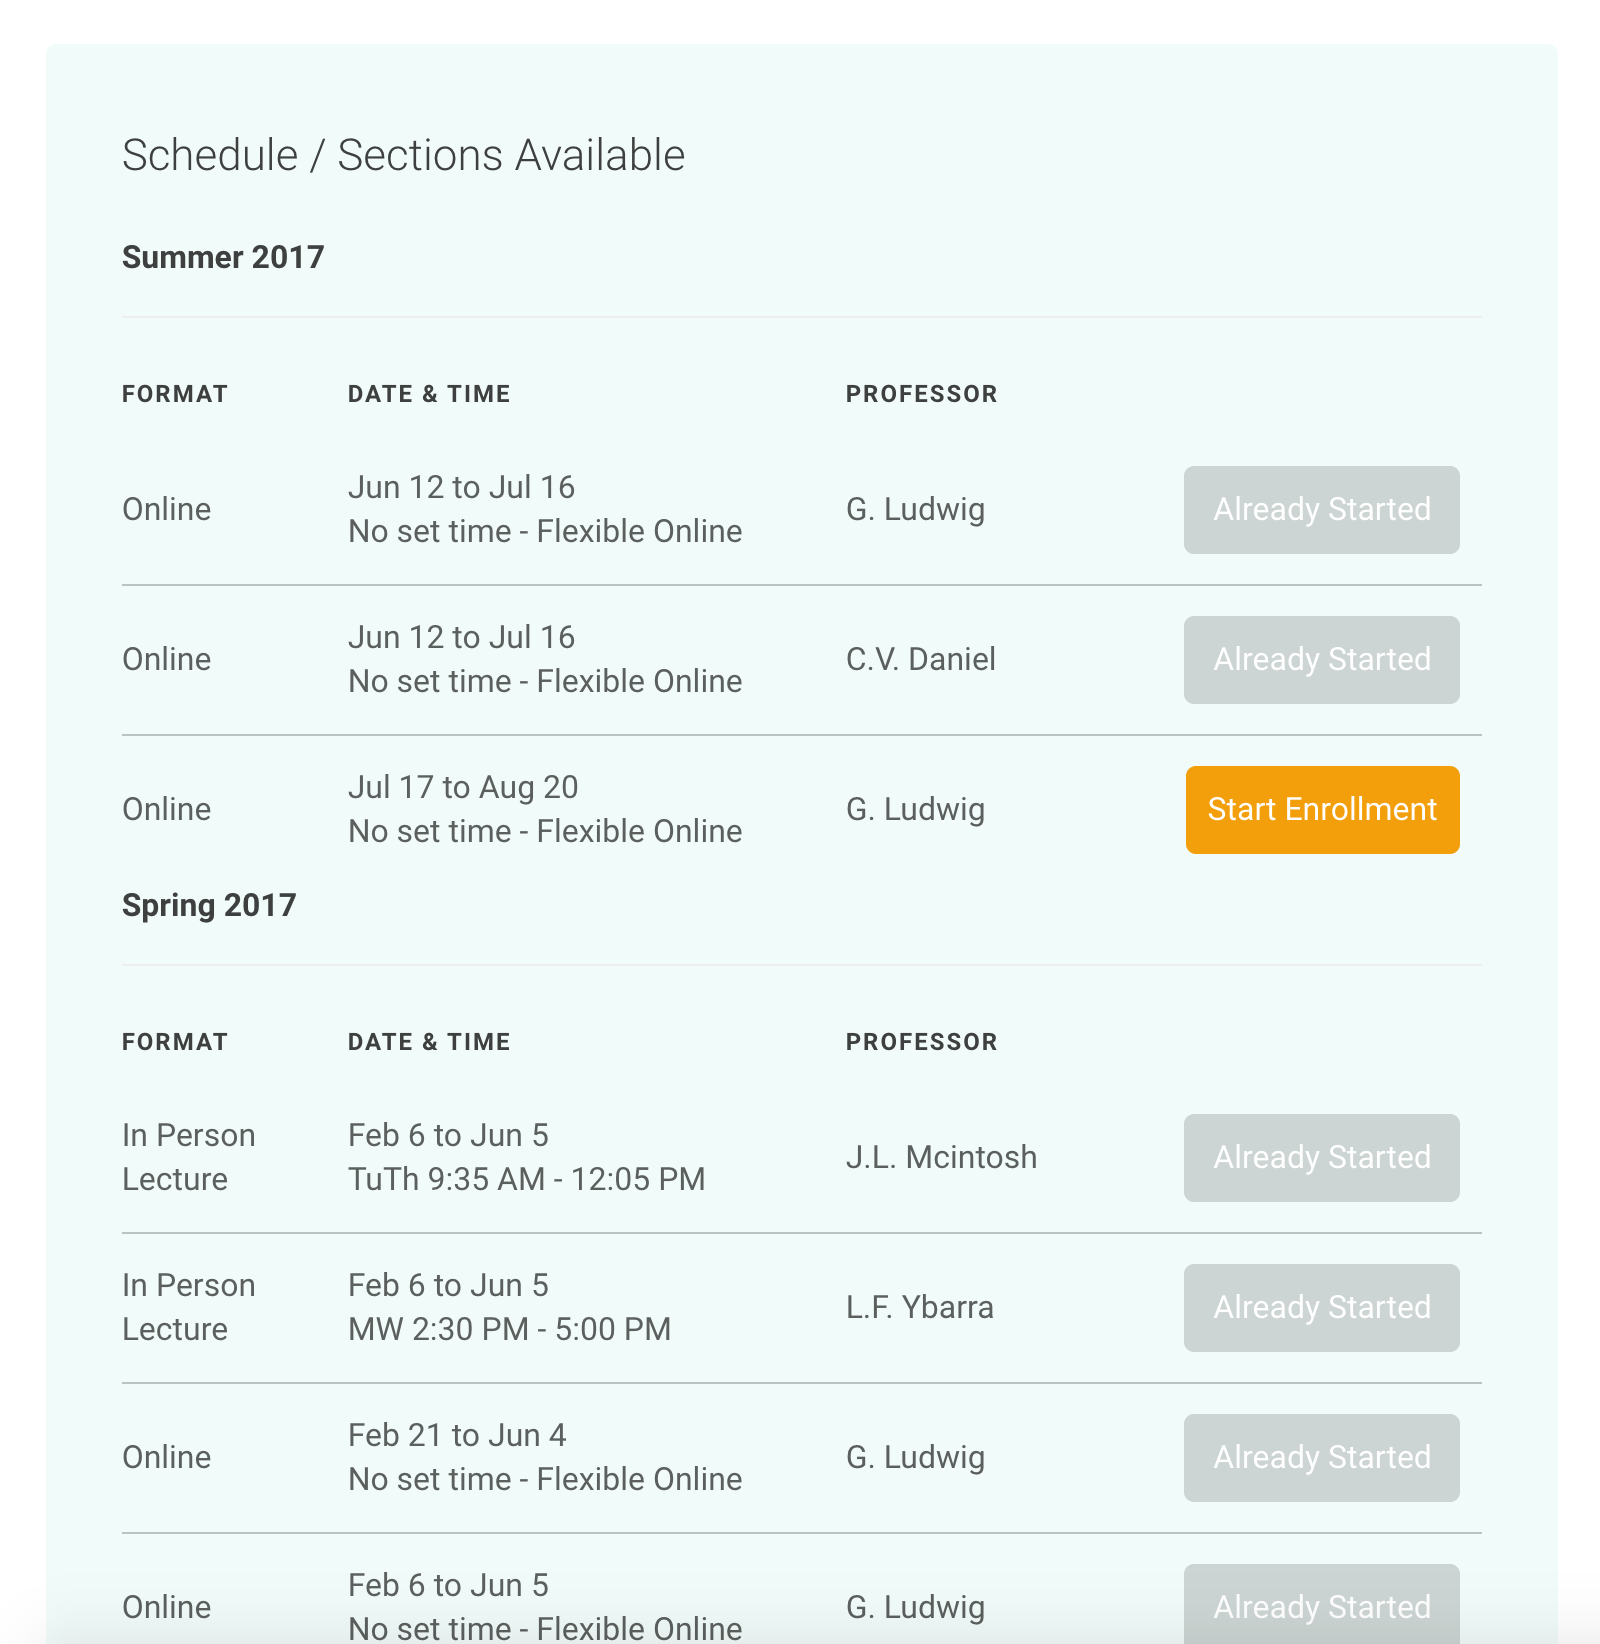 Schedule / Sections Available
Summer 2017
FORMAT DATE & TIME PROFESSOR
Online
Jun 12 to Jul 16
No set time - Flexible Online
G. Ludwig
Already Started
Online
Jun 12 to Jul 16
No set time - Flexible Online
C.V. Daniel
Already Started
Online
Jul 17 to Aug 20
No set time - Flexible Online
G. Ludwig
Start Enrollment
Spring 2017
FORMAT DATE & TIME PROFESSOR
In Person
Lecture
Feb 6 to Jun 5
TuTh 9:35 AM - 12:05 PM
J.L. Mcintosh
Already Started
In Person
Lecture
Feb 6 to Jun 5
MW 2:30 PM - 5:00 PM
L.F. Ybarra
Already Started
Online
Feb 21 to Jun 4
No set time - Flexible Online
G. Ludwig
Already Started
Online
Feb 6 to Jun 5
No set time - Flexible Online
G. Ludwig
Already Started